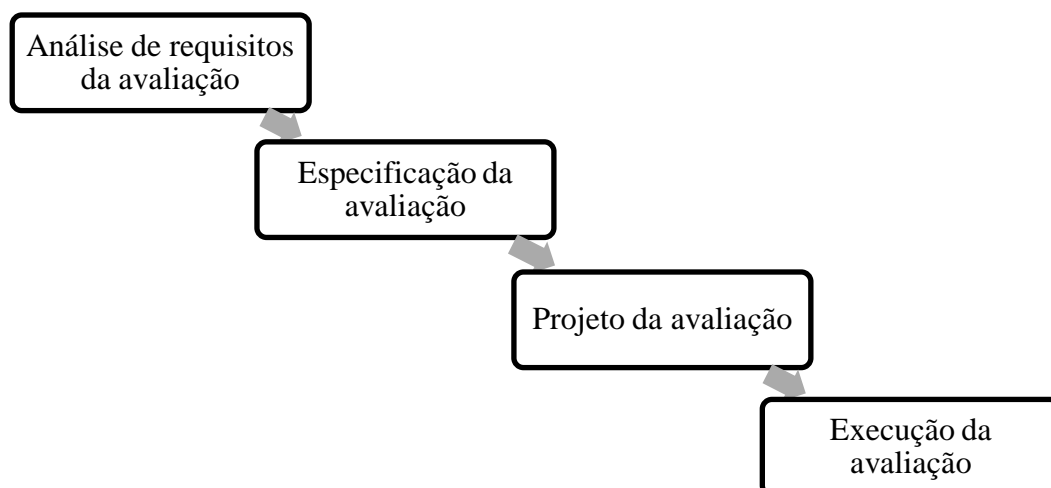 Análise de requisitos
da avaliação
Especificação da
avaliação
Projeto da avaliação
Execução da
avaliação